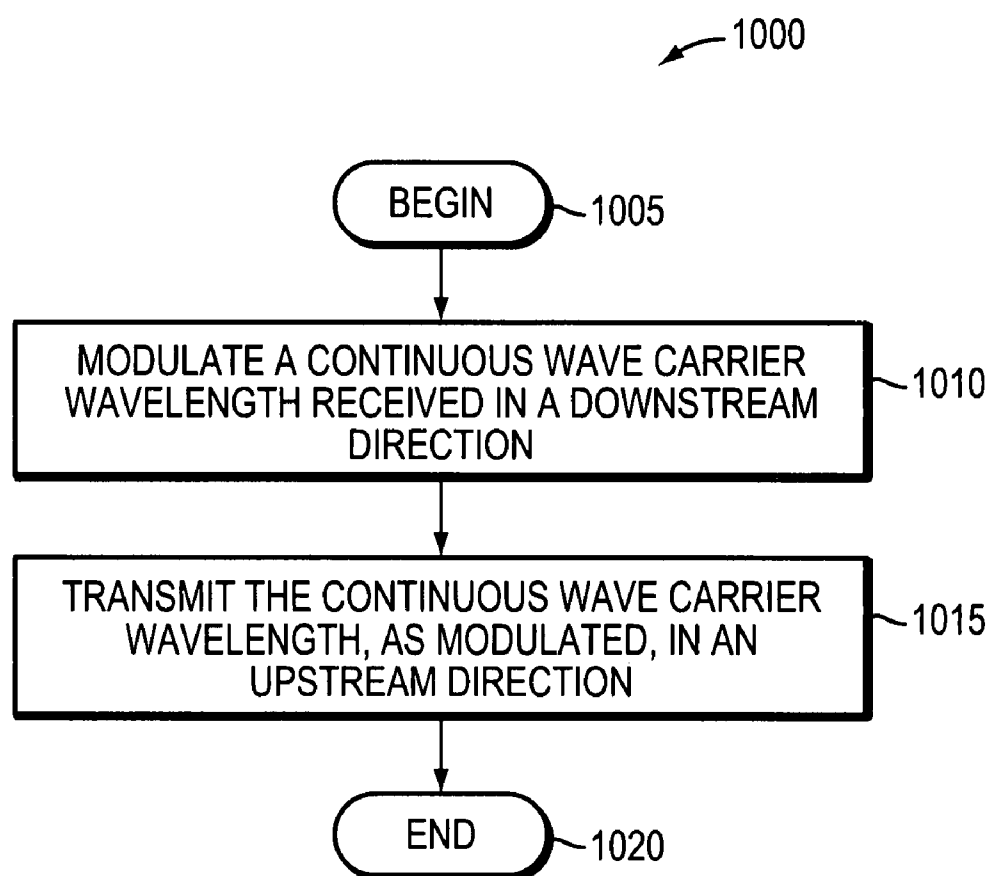 1000
BEGIN
1005
MODULATE A CONTINUOUS WAVE CARRIER
WAVELENGTH RECEIVED IN A DOWNSTREAM
DIRECTION
1010
TRANSMIT THE CONTINUOUS WAVE CARRIER
WAVELENGTH, AS MODULATED, IN AN
UPSTREAM DIRECTION
1015
END
1020